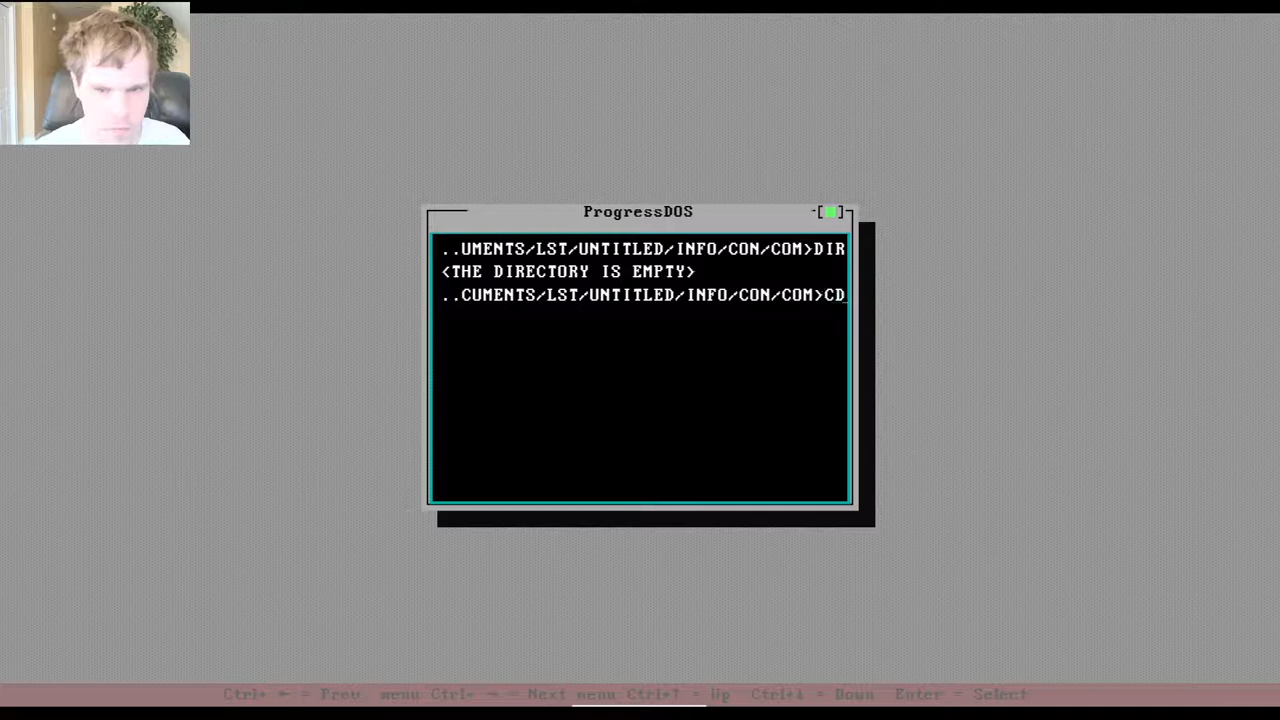 ProgressDOS
..UMENTS/LST/UNTITLED/INFO/CON/COM>DIR
<THE DIRECTORY IS EMPTY>
..CUMENTS/LST/UNTITLED/INFO/CON/COM>CD_
Ctrl+ ← = Prev. menu Ctrl+ → = Next menu Ctrl+↑ = Up Ctrl+↓ = Down Enter = Select